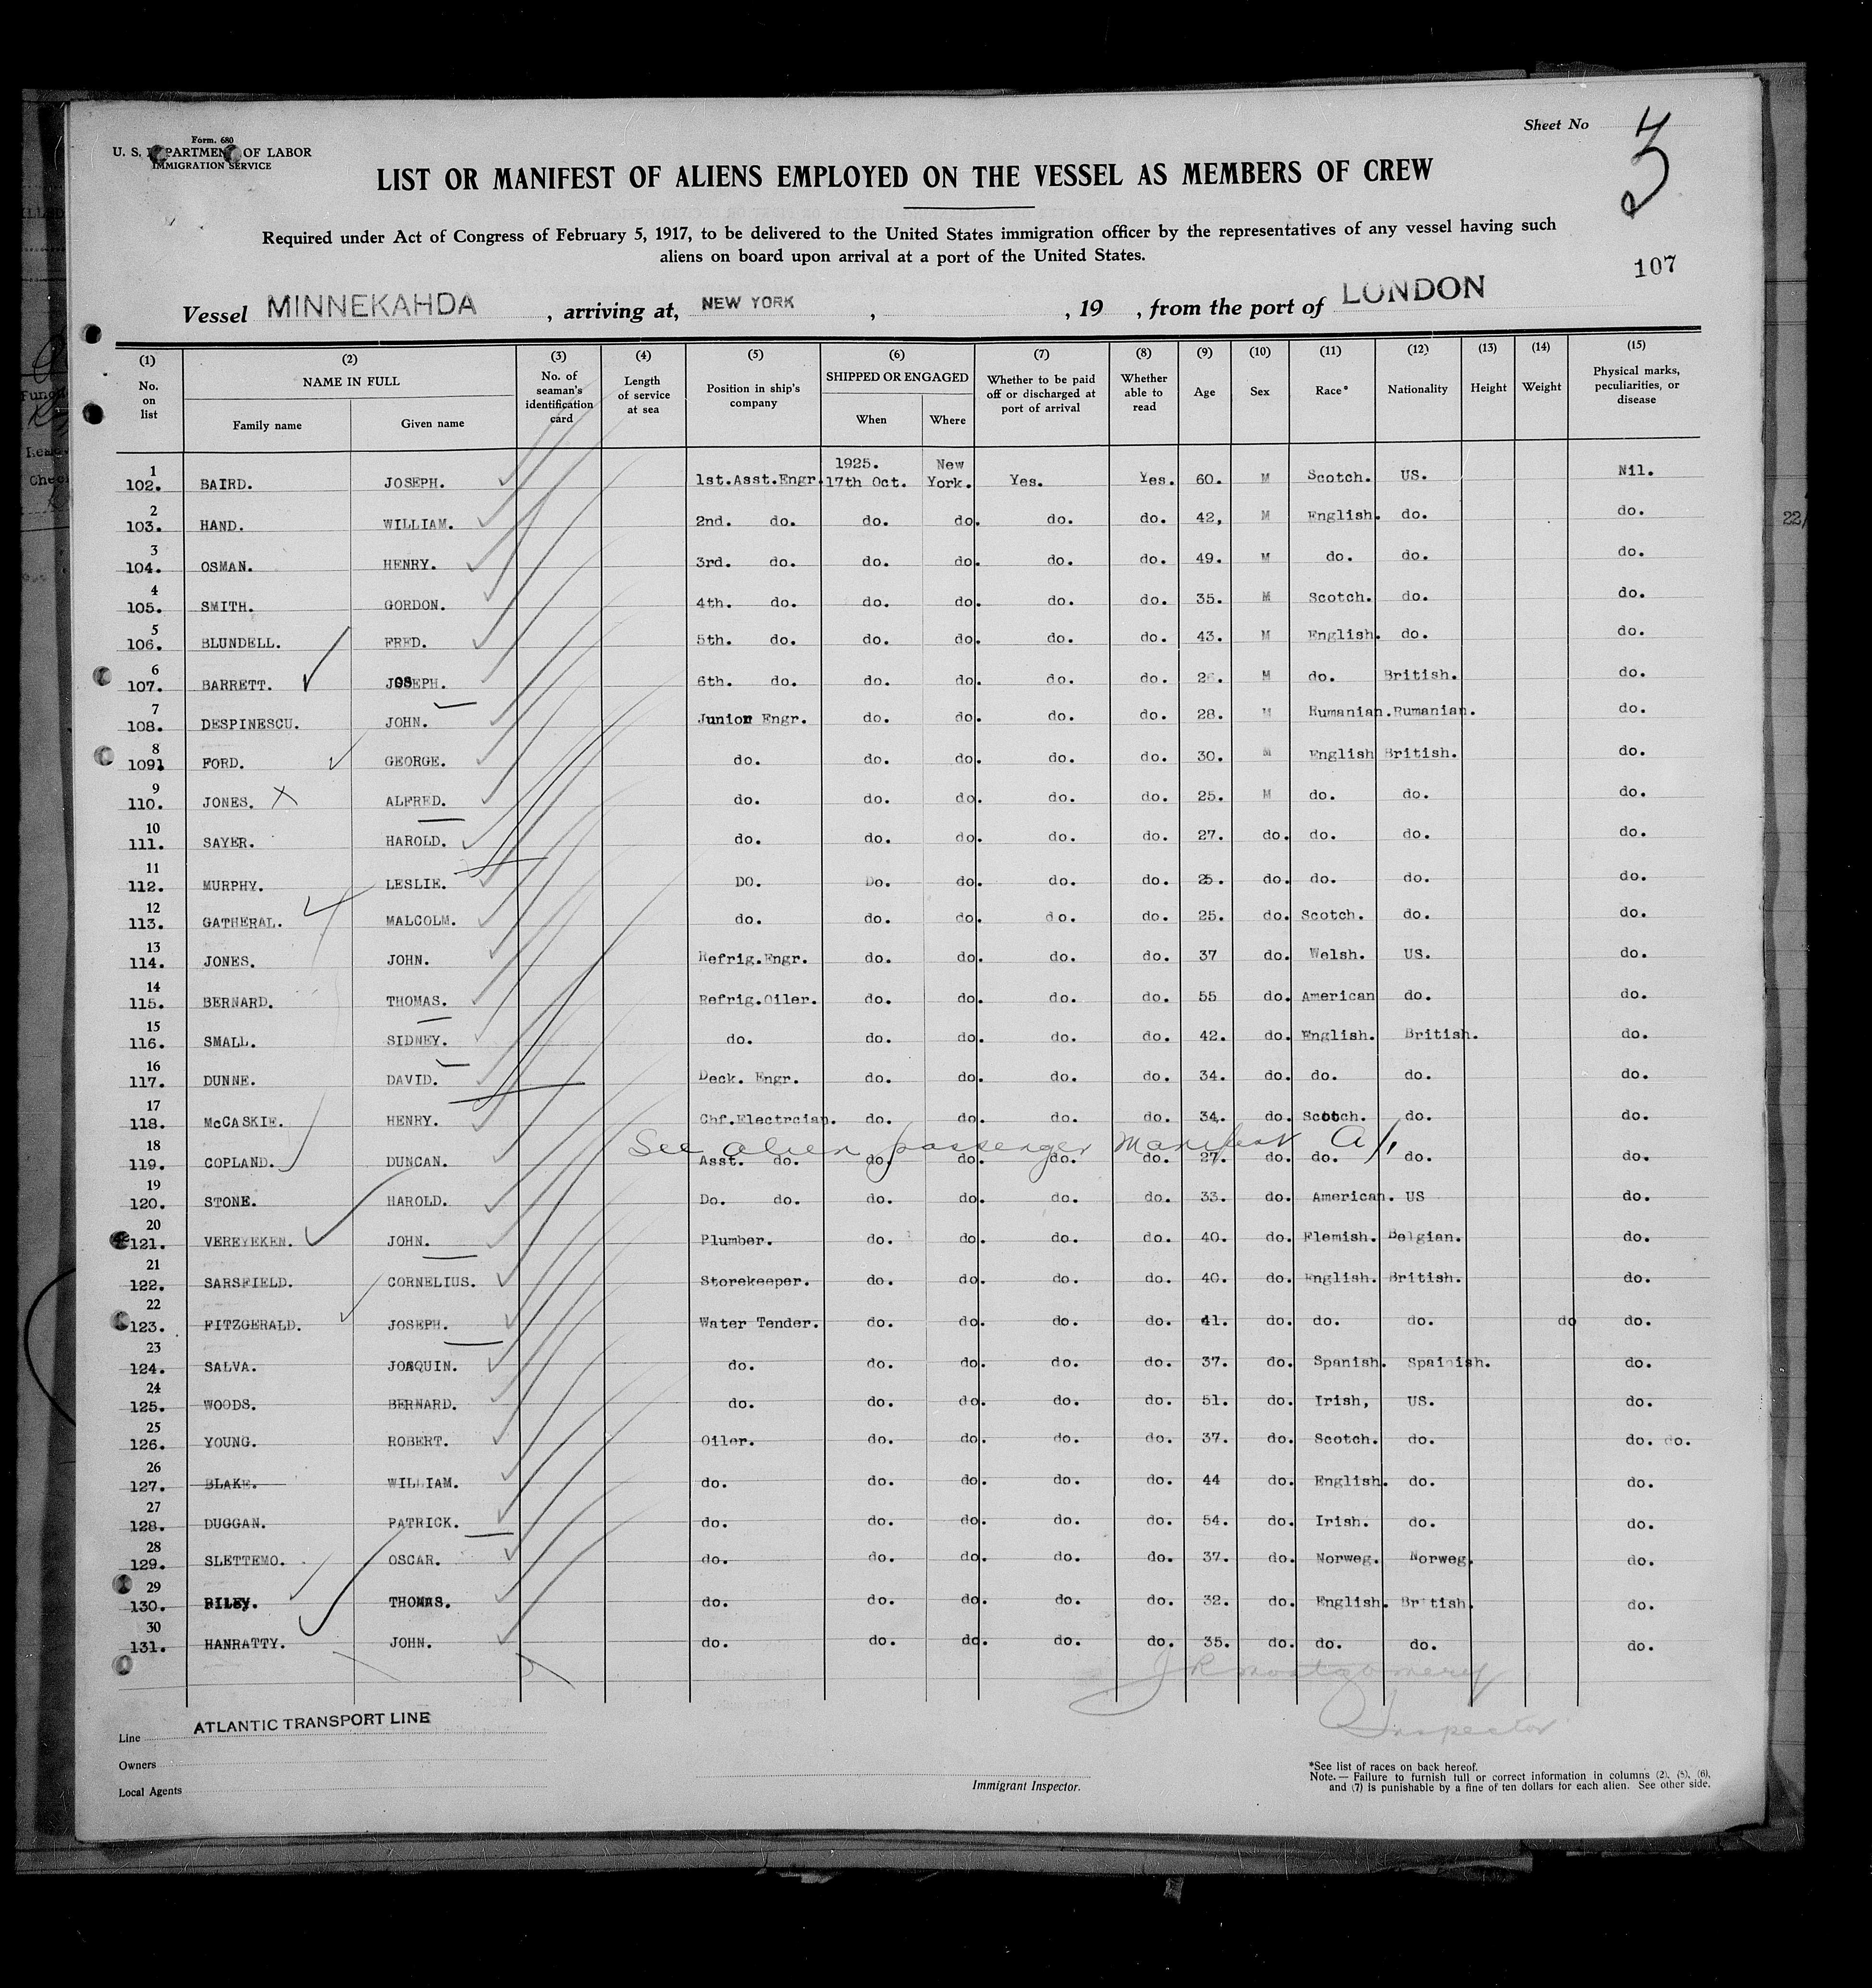 Form. 680
U. S. DEPARTMENT OF LABOR
IMMIGRATION SERVICE
Sheet No 3
LIST OR MANIFEST OF ALIENS EMPLOYED ON THE VESSEL AS MEMBERS OF CREW
Required under Act of Congress of February 5, 1917, to be delivered to the United States immigration officer by the representatives of any vessel having such
aliens on board upon arrival at a port of the United States.
107
Vessel MINNEKAHDA , arriving at, NEW YORK , , 19 , from the port of LONDON
(1) (2) (3) (4) (5) (6) (7) (8) (9) (10) (11) (12) (13) (14) (15)
No. on list NAME IN FULL Family name Given name No. of seaman's identification card Length of service at sea Position in ship's company SHIPPED OR ENGAGED When Where Whether to be paid off or discharged at port of arrival Whether able to read Age Sex Race* Nationality Height Weight Physical marks, peculiarities, or disease
1 102. BAIRD. JOSEPH. 1st.Asst.Engr. 1925. 17th Oct. New York. Yes. Yes. 60. M Scotch. US. Nil.
2 103. HAND. WILLIAM. 2nd. do. do. do. do. do. 42, M English. do. do.
3 104. OSMAN. HENRY. 3rd. do. do. do. do. do. 49. M do. do. do.
4 105. SMITH. GORDON. 4th. do. do. do. do. do. 35. M Scotch. do. do.
5 106. BLUNDELL. FRED. 5th. do. do. do. do. do. 43. M English. do. do.
6 107. BARRETT. JOSEPH. 6th. do. do. do. do. do. 26. M do. British. do.
7 108. DESPINESCU. JOHN. Junior Engr. do. do. do. do. 28. M Rumanian. Rumanian. do.
8 1091 FORD. GEORGE. do. do. do. do. do. 30. M English British. do.
9 110. JONES. X ALFRED. do. do. do. do. do. 25. M do. do. do.
10 111. SAYER. HAROLD. do. do. do. do. do. 27. do. do. do. do.
11 112. MURPHY. LESLIE. DO. Do. do. do. do. 25. do. do. do. do.
12 113. GATHERAL. MALCOLM. do. do. do. do. do. 25. do. Scotch. do. do.
13 114. JONES. JOHN. Refrig.Engr. do. do. do. do. 37 do. Welsh. US. do.
14 115. BERNARD. THOMAS. Refrig.Oiler. do. do. do. do. 55 do. American do. do.
15 116. SMALL. SIDNEY. do. do. do. do. do. 42. do. English. British. do.
16 117. DUNNE. DAVID. Deck. Engr. do. do. do. do. 34. do. do. do. do.
17 118. McCASKIE. HENRY. Chf.Electrcian. do. do. do. do. 34. do. Scotch. do. do.
See alien passenger manifest
18 119. COPLAND. DUNCAN. Asst. do. do. do. do. do. 27. do. do. do. do.
19 120. STONE. HAROLD. Do. do. do. do. do. do. 33. do. American. US do.
20 121. VEREYEKEN. JOHN. Plumber. do. do. do. do. 40. do. Flemish. Belgian. do.
21 122. SARSFIELD. CORNELIUS. Storekeeper. do. do. do. do. 40. do. English. British. do.
22 123. FITZGERALD. JOSEPH. Water Tender. do. do. do. do. 41. do. do. do. do do.
23 124. SALVA. JOAQUIN. do. do. do. do. do. 37. do. Spanish. Spainish. do.
24 125. WOODS. BERNARD. do. do. do. do. do. 51. do. Irish, US. do.
25 126. YOUNG. ROBERT. Oiler. do. do. do. do. 37. do. Scotch. do. do. do.
26 127. BLAKE. WILLIAM. do. do. do. do. do. 44 do. English. do. do.
27 128. DUGGAN. PATRICK. do. do. do. do. do. 54. do. Irish. do. do.
28 129. SLETTEMO. OSCAR. do. do. do. do. do. 37. do. Norweg. Norweg. do.
29 130. RILEY. THOMAS. do. do. do. do. do. 32. do. English. British. do.
30 131. HANRATTY. JOHN. do. do. do. do. do. 35. do. do. do. do.
J R Montgomery
Inspector
Line ATLANTIC TRANSPORT LINE
Owners
Local Agents
Immigrant Inspector.
*See list of races on back hereof.
Note.— Failure to furnish full or correct information in columns (2), (5), (6),
and (7) is punishable by a fine of ten dollars for each alien. See other side.